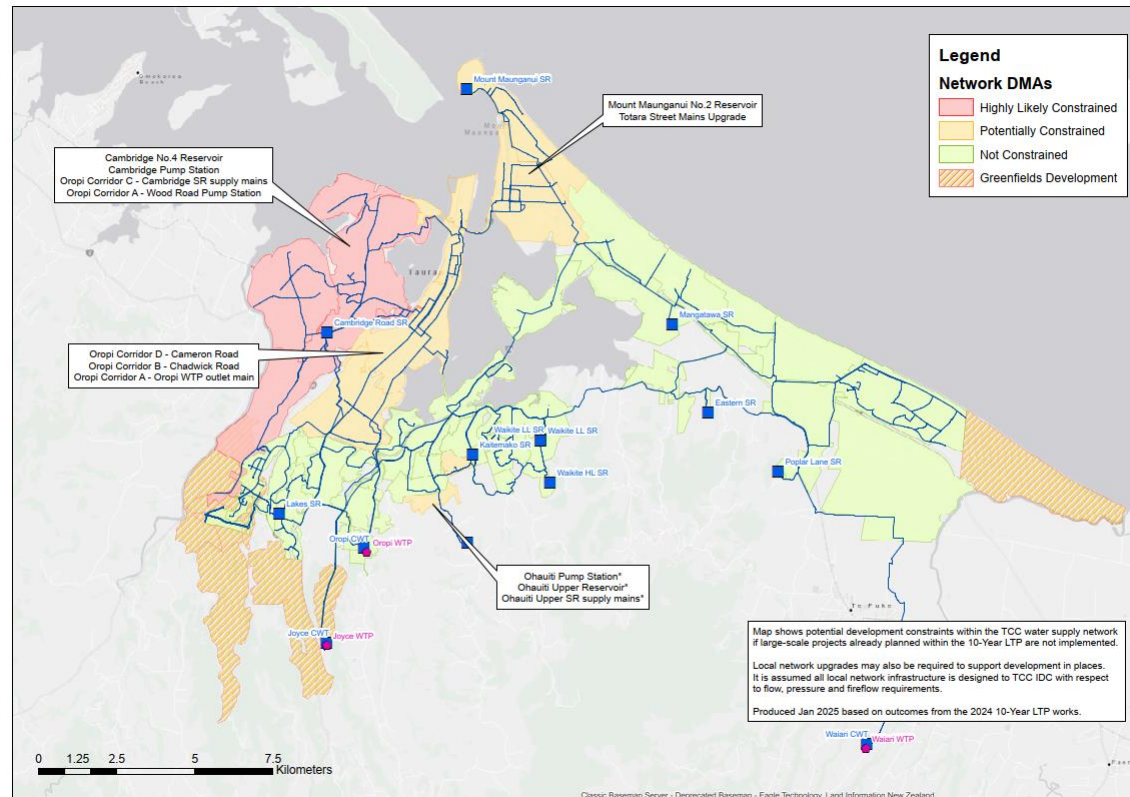 Omokoroa
Beach
Mount Maunganui SR
Mount Maunganui No.2 Reservoir
Totara Street Mains Upgrade
Legend
Network DMAs
Highly Likely Constrained
Potentially Constrained
Not Constrained
Greenfields Development
Cambridge No.4 Reservoir
Cambridge Pump Station
Oropi Corridor C - Cambridge SR supply mains
Oropi Corridor A - Wood Road Pump Station
Taura
Cambridge Road SR
Mangatawa SR
Oropi Corridor D - Cameron Road
Oropi Corridor B - Chadwick Road
Oropi Corridor A - Oropi WTP outlet main
Eastern SR
Waikite LL SR
Waikite LL SR
Kaitemako SR
Waikite HL SR
Poplar Lane SR
Lakes SR
Oropi CWT
Oropi WTP
Ohauiti Pump Station*
Ohauiti Upper Reservoir*
Ohauiti Upper SR supply mains*
Te Puke
Joyce CWT
Joyce WTP
Map shows potential development constraints within the TCC water supply network
if large-scale projects already planned within the 10-Year LTP are not implemented.
Local network upgrades may also be required to support development in places.
It is assumed all local network infrastructure is designed to TCC IDC with respect
to flow, pressure and fireflow requirements.
Produced Jan 2025 based on outcomes from the 2024 10-Year LTP works.
Waiari CWT
Waiari WTP
0 1.25 2.5 5 7.5
Kilometers
Classic Basemap Server - Deprecated Basemap - Eagle Technology, Land Information New Zealand